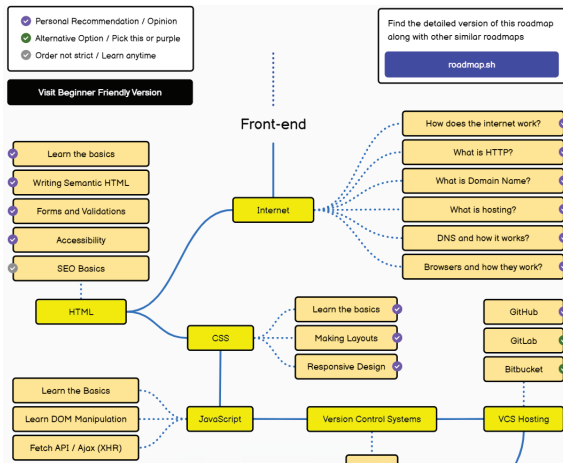 Personal Recommendation / Opinion
Alternative Option / Pick this or purple
Order not strict / Learn anytime
Visit Beginner Friendly Version
Find the detailed version of this roadmap
along with other similar roadmaps
roadmap.sh
Front-end
Internet
How does the internet work?
What is HTTP?
What is Domain Name?
What is hosting?
DNS and how it works?
Browsers and how they work?
Learn the basics
Writing Semantic HTML
Forms and Validations
Accessibility
SEO Basics
HTML
CSS
Learn the basics
Making Layouts
Responsive Design
GitHub
GitLab
Bitbucket
Learn the Basics
Learn DOM Manipulation
Fetch API / Ajax (XHR)
JavaScript
Version Control Systems
VCS Hosting